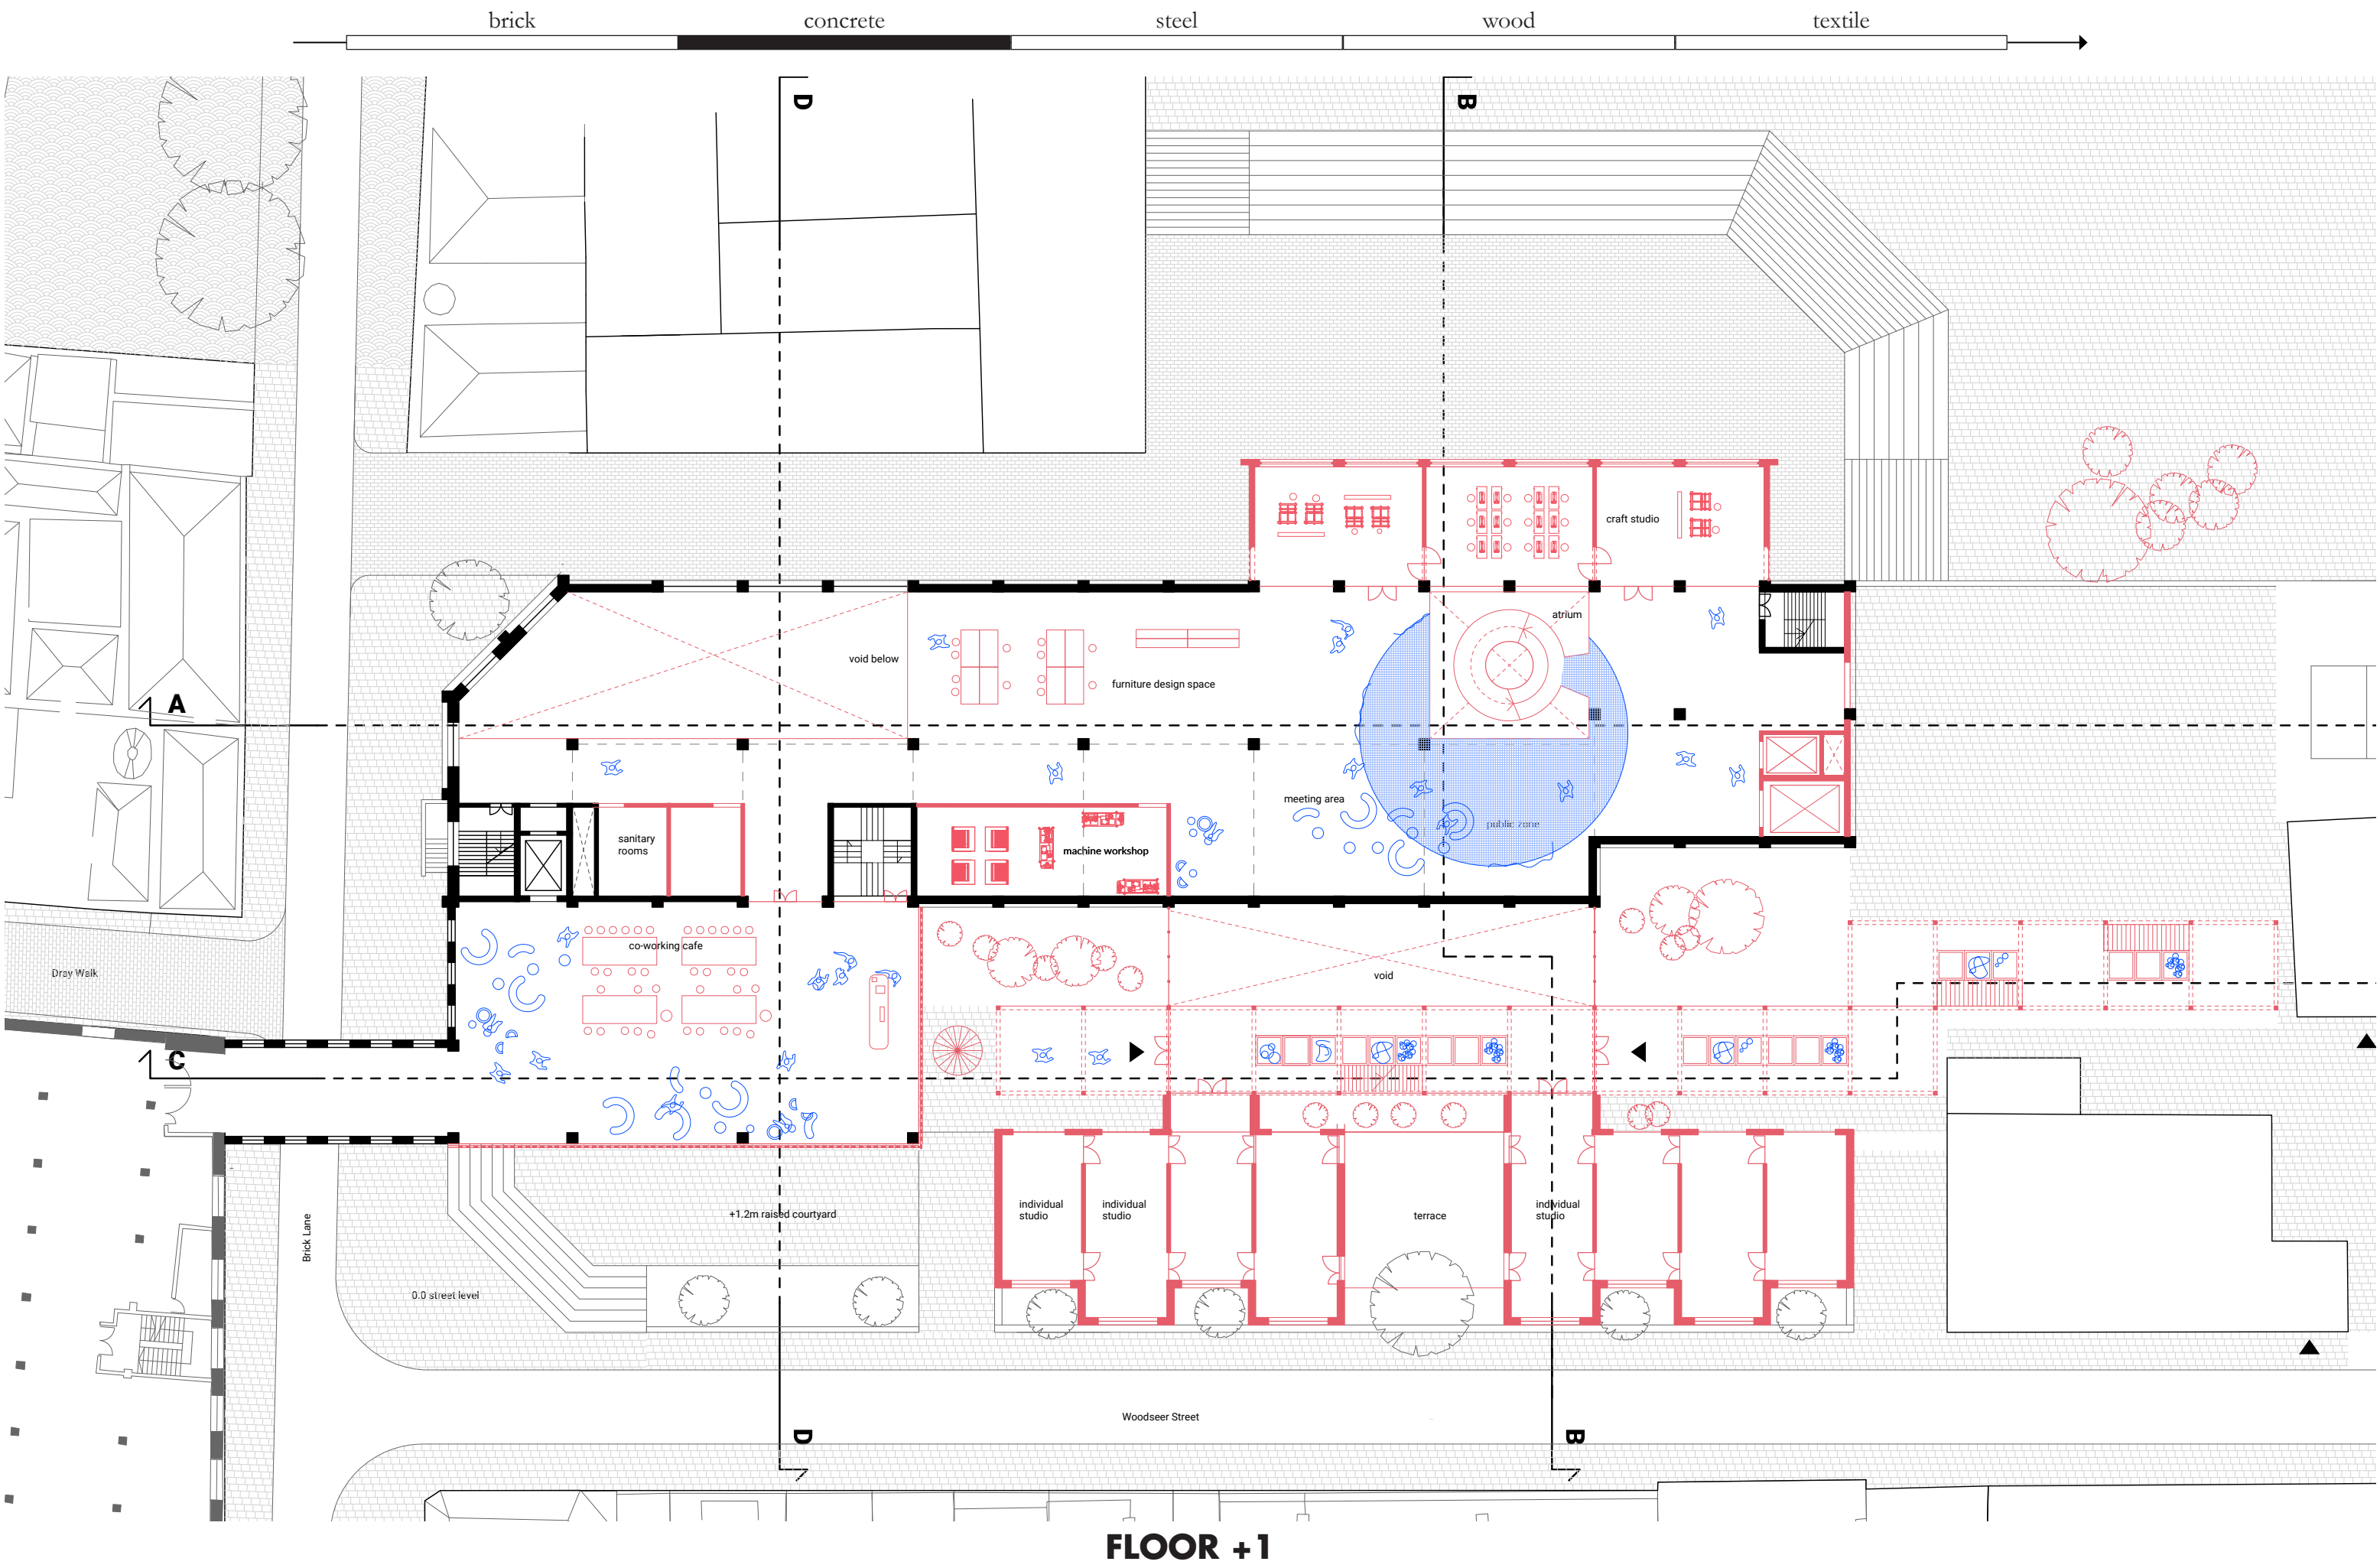 brick concrete steel wood textile
D B
craft studio
atrium
void below
furniture design space
A
meeting area
public zone
sanitary
rooms
machine workshop
co-working cafe
Dray Walk
void
C
individual
studio
individual
studio
individual
studio
terrace
+1.2m raised courtyard
Brick Lane
0.0 street level
Woodseer Street
D B
FLOOR +1